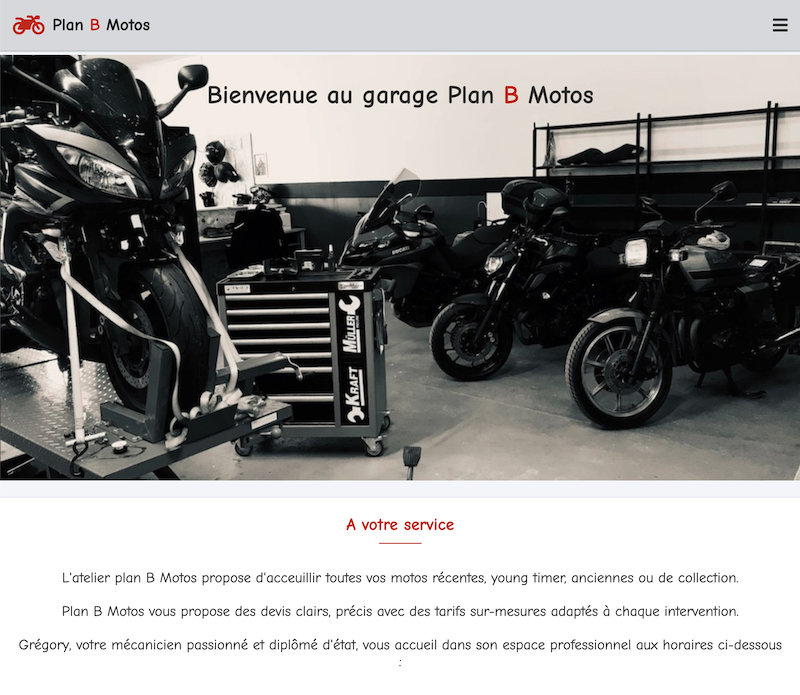 Plan B Motos
Bienvenue au garage Plan B Motos
KRAFT MÜLLER
A votre service
L'atelier plan B Motos propose d'acceuillir toutes vos motos récentes, young timer, anciennes ou de collection.
Plan B Motos vous propose des devis clairs, précis avec des tarifs sur-mesures adaptés à chaque intervention.
Grégory, votre mécanicien passionné et diplômé d'état, vous accueil dans son espace professionnel aux horaires ci-dessous
: